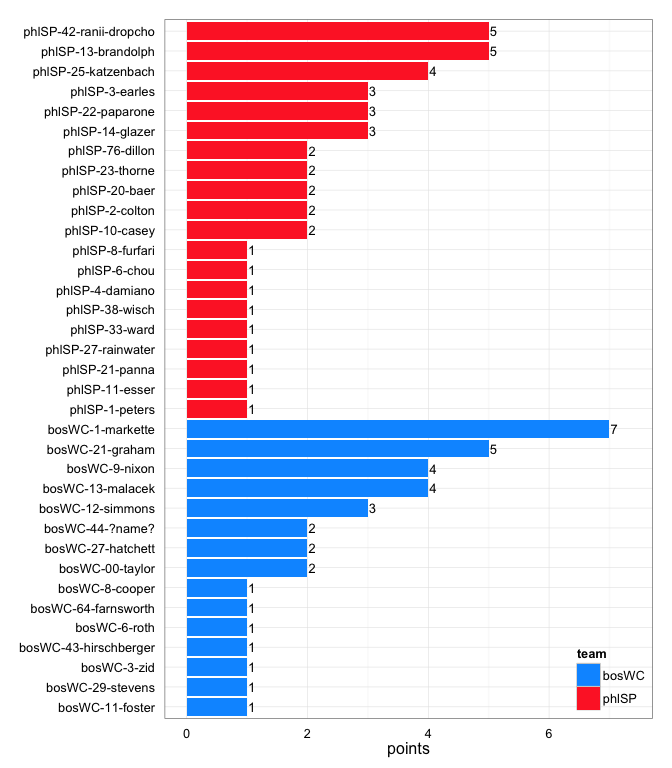 phlSP-42-ranii-dropcho 5
phlSP-13-brandolph 5
phlSP-25-katzenbach 4
phlSP-3-earles 3
phlSP-22-paparone 3
phlSP-14-glazer 3
phlSP-76-dillon 2
phlSP-23-thorne 2
phlSP-20-baer 2
phlSP-2-colton 2
phlSP-10-casey 2
phlSP-8-furfari 1
phlSP-6-chou 1
phlSP-4-damiano 1
phlSP-38-wisch 1
phlSP-33-ward 1
phlSP-27-rainwater 1
phlSP-21-panna 1
phlSP-11-esser 1
phlSP-1-peters 1
bosWC-1-markette 7
bosWC-21-graham 5
bosWC-9-nixon 4
bosWC-13-malacek 4
bosWC-12-simmons 3
bosWC-44-?name? 2
bosWC-27-hatchett 2
bosWC-00-taylor 2
bosWC-8-cooper 1
bosWC-64-farnsworth 1
bosWC-6-roth 1
bosWC-43-hirschberger 1
bosWC-3-zid 1
bosWC-29-stevens 1
bosWC-11-foster 1
team
bosWC
phlSP
0 2 4 6
points